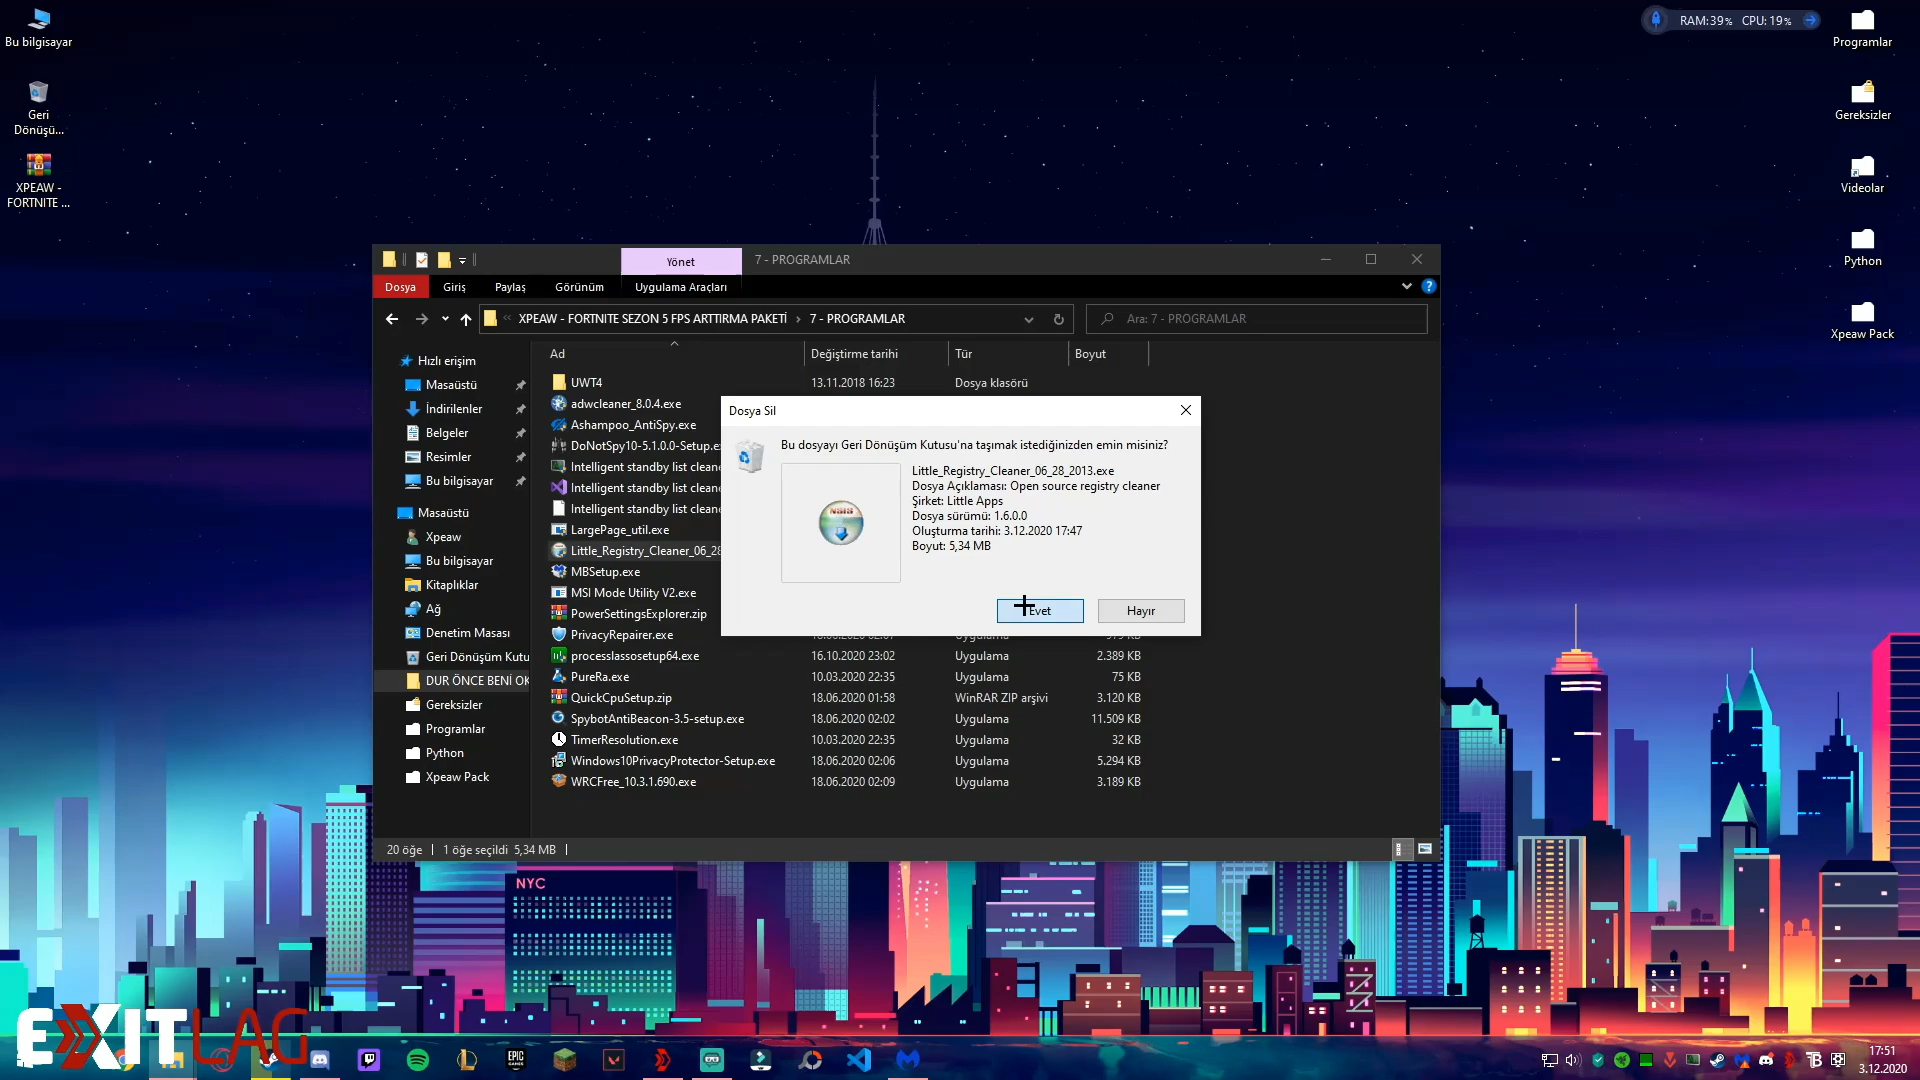 Bu bilgisayar
Geri
Dönüşü...
XPEAW -
FORTNITE ...
RAM:39% CPU: 19%
Programlar
Gereksizler
Videolar
Python
Xpeaw Pack
Yönet
7 - PROGRAMLAR
Dosya Giriş Paylaş Görünüm Uygulama Araçları
?
« XPEAW - FORTNITE SEZON 5 FPS ARTTIRMA PAKETİ › 7 - PROGRAMLAR
Ara: 7 - PROGRAMLAR
Hızlı erişim
Masaüstü
İndirilenler
Belgeler
Resimler
Bu bilgisayar
Masaüstü
Xpeaw
Bu bilgisayar
Kitaplıklar
Ağ
Denetim Masası
Geri Dönüşüm Kutu
DUR ÖNCE BENİ OK
Gereksizler
Programlar
Python
Xpeaw Pack
Ad Değiştirme tarihi Tür Boyut
UWT4 13.11.2018 16:23 Dosya klasörü
adwcleaner_8.0.4.exe
Ashampoo_AntiSpy.exe
DoNotSpy10-5.1.0.0-Setup.ex
Intelligent standby list cleane
Intelligent standby list cleane
Intelligent standby list cleane
LargePage_util.exe
Little_Registry_Cleaner_06_28
MBSetup.exe
MSI Mode Utility V2.exe
PowerSettingsExplorer.zip
PrivacyRepairer.exe
processlassosetup64.exe 16.10.2020 23:02 Uygulama 2.389 KB
PureRa.exe 10.03.2020 22:35 Uygulama 75 KB
QuickCpuSetup.zip 18.06.2020 01:58 WinRAR ZIP arşivi 3.120 KB
SpybotAntiBeacon-3.5-setup.exe 18.06.2020 02:02 Uygulama 11.509 KB
TimerResolution.exe 10.03.2020 22:35 Uygulama 32 KB
Windows10PrivacyProtector-Setup.exe 18.06.2020 02:06 Uygulama 5.294 KB
WRCFree_10.3.1.690.exe 18.06.2020 02:09 Uygulama 3.189 KB
20 öğe 1 öğe seçildi 5,34 MB
Dosya Sil
Bu dosyayı Geri Dönüşüm Kutusu'na taşımak istediğinizden emin misiniz?
NSIS
Little_Registry_Cleaner_06_28_2013.exe
Dosya Açıklaması: Open source registry cleaner
Şirket: Little Apps
Dosya sürümü: 1.6.0.0
Oluşturma tarihi: 3.12.2020 17:47
Boyut: 5,34 MB
Evet Hayır
NYC
EXITLAG
EPIC
GAMES
17:51
3.12.2020